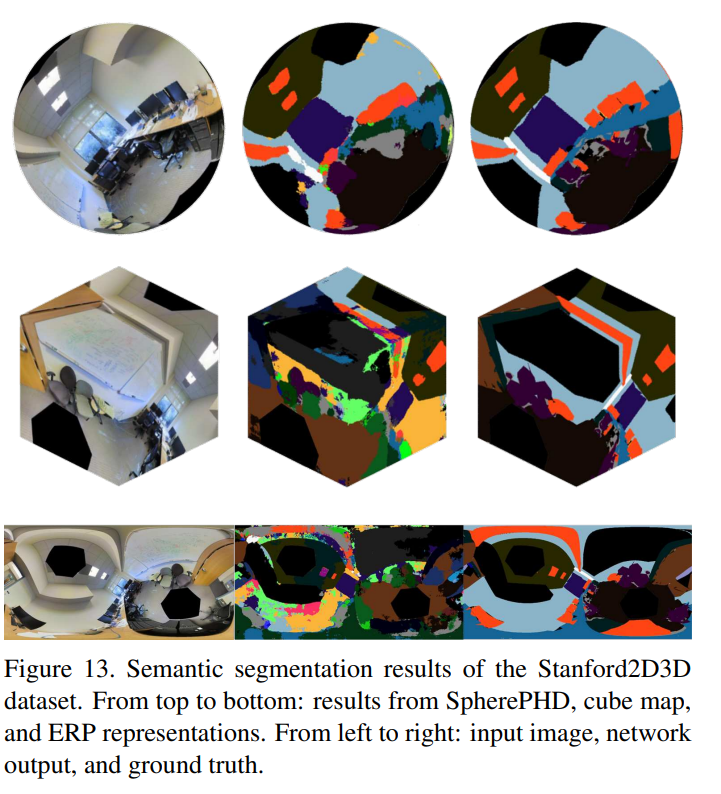 Figure 13. Semantic segmentation results of the Stanford2D3D
dataset. From top to bottom: results from SpherePHD, cube map,
and ERP representations. From left to right: input image, network
output, and ground truth.